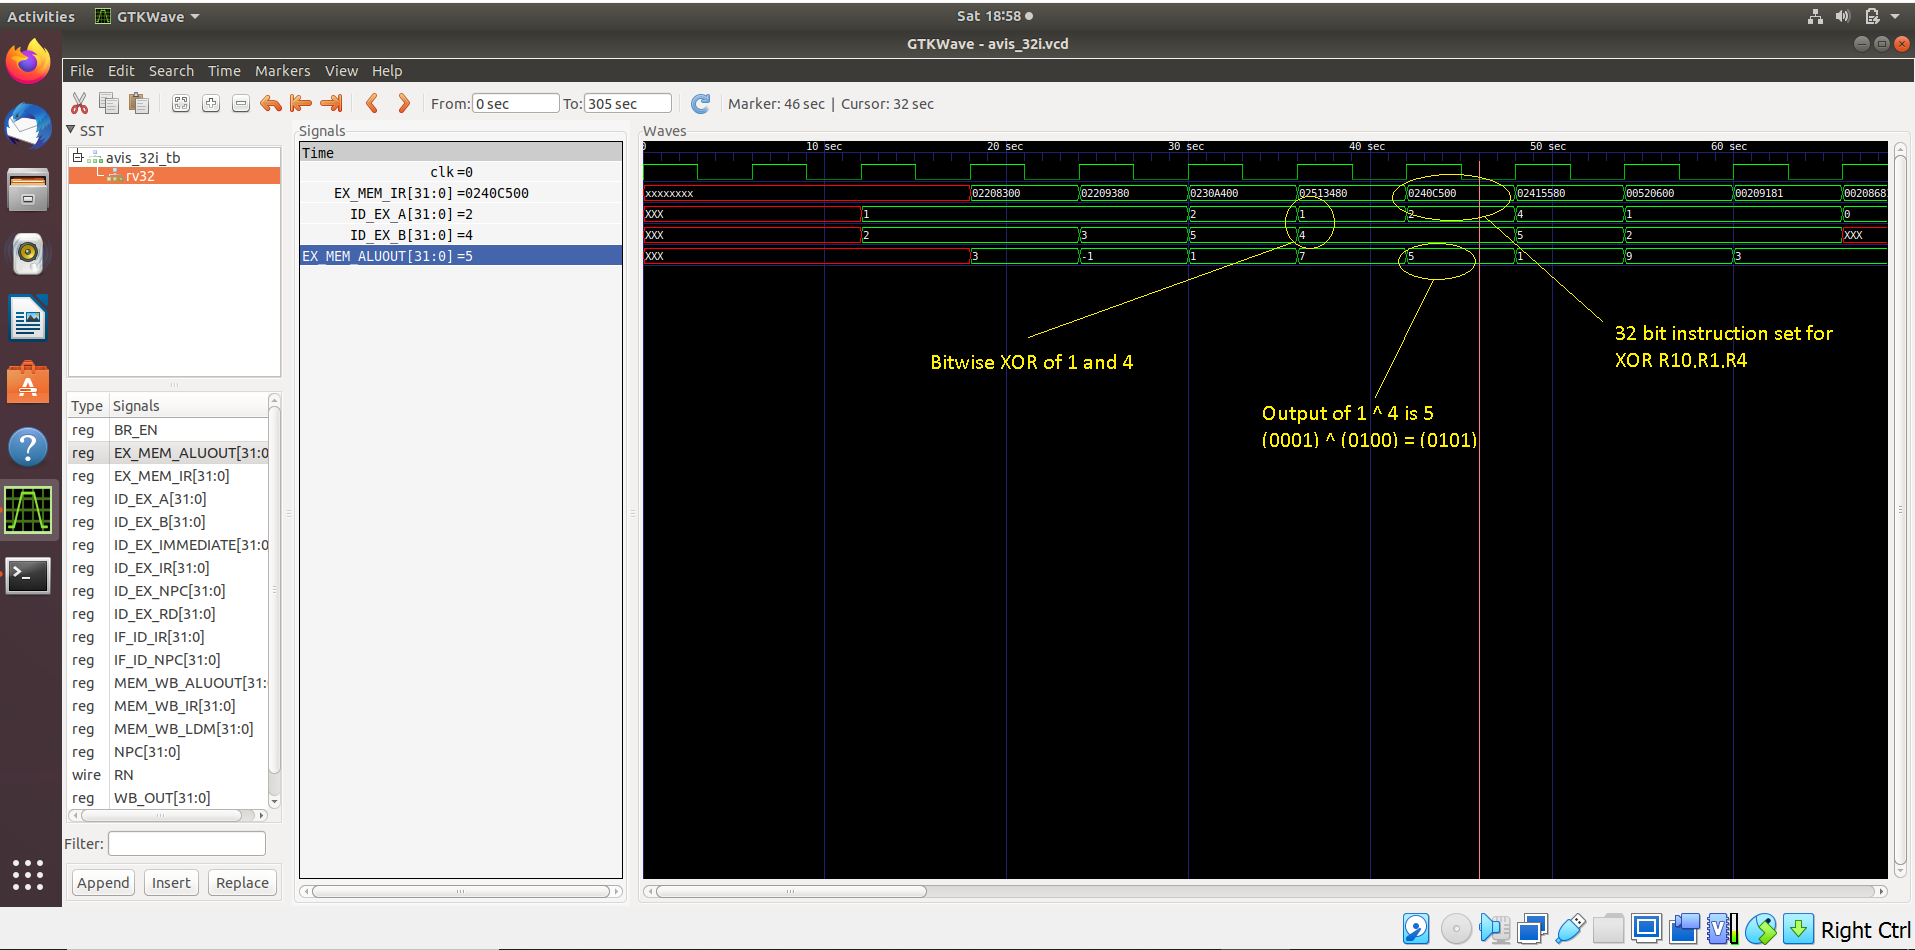 Activities GTKWave Sat 18:58
GTKWave - avis_32i.vcd
File Edit Search Time Markers View Help
From: 0 sec To: 305 sec Marker: 46 sec | Cursor: 32 sec
SST
avis_32i_tb
rv32
Type Signals
reg BR_EN
reg EX_MEM_ALUOUT[31:0
reg EX_MEM_IR[31:0]
reg ID_EX_A[31:0]
reg ID_EX_B[31:0]
reg ID_EX_IMMEDIATE[31:0
reg ID_EX_IR[31:0]
reg ID_EX_NPC[31:0]
reg ID_EX_RD[31:0]
reg IF_ID_IR[31:0]
reg IF_ID_NPC[31:0]
reg MEM_WB_ALUOUT[31:
reg MEM_WB_IR[31:0]
reg MEM_WB_LDM[31:0]
reg NPC[31:0]
wire RN
reg WB_OUT[31:0]
Filter:
Append Insert Replace
Signals
Time
clk=0
EX_MEM_IR[31:0]=0240C500
ID_EX_A[31:0]=2
ID_EX_B[31:0]=4
EX_MEM_ALUOUT[31:0]=5
Waves
0 10 sec 20 sec 30 sec 40 sec 50 sec 60 sec
xxxxxxxx 02208300 02209380 0230A400 02513480 0240C500 02415580 00520600 00209181 0020868
XXX 1 2 1 2 4 1 0
XXX 2 3 5 4 5 2 XXX
XXX 3 -1 1 7 5 1 9 3
Bitwise XOR of 1 and 4
32 bit instruction set for
XOR R10,R1,R4
Output of 1 ^ 4 is 5
(0001) ^ (0100) = (0101)
Right Ctrl